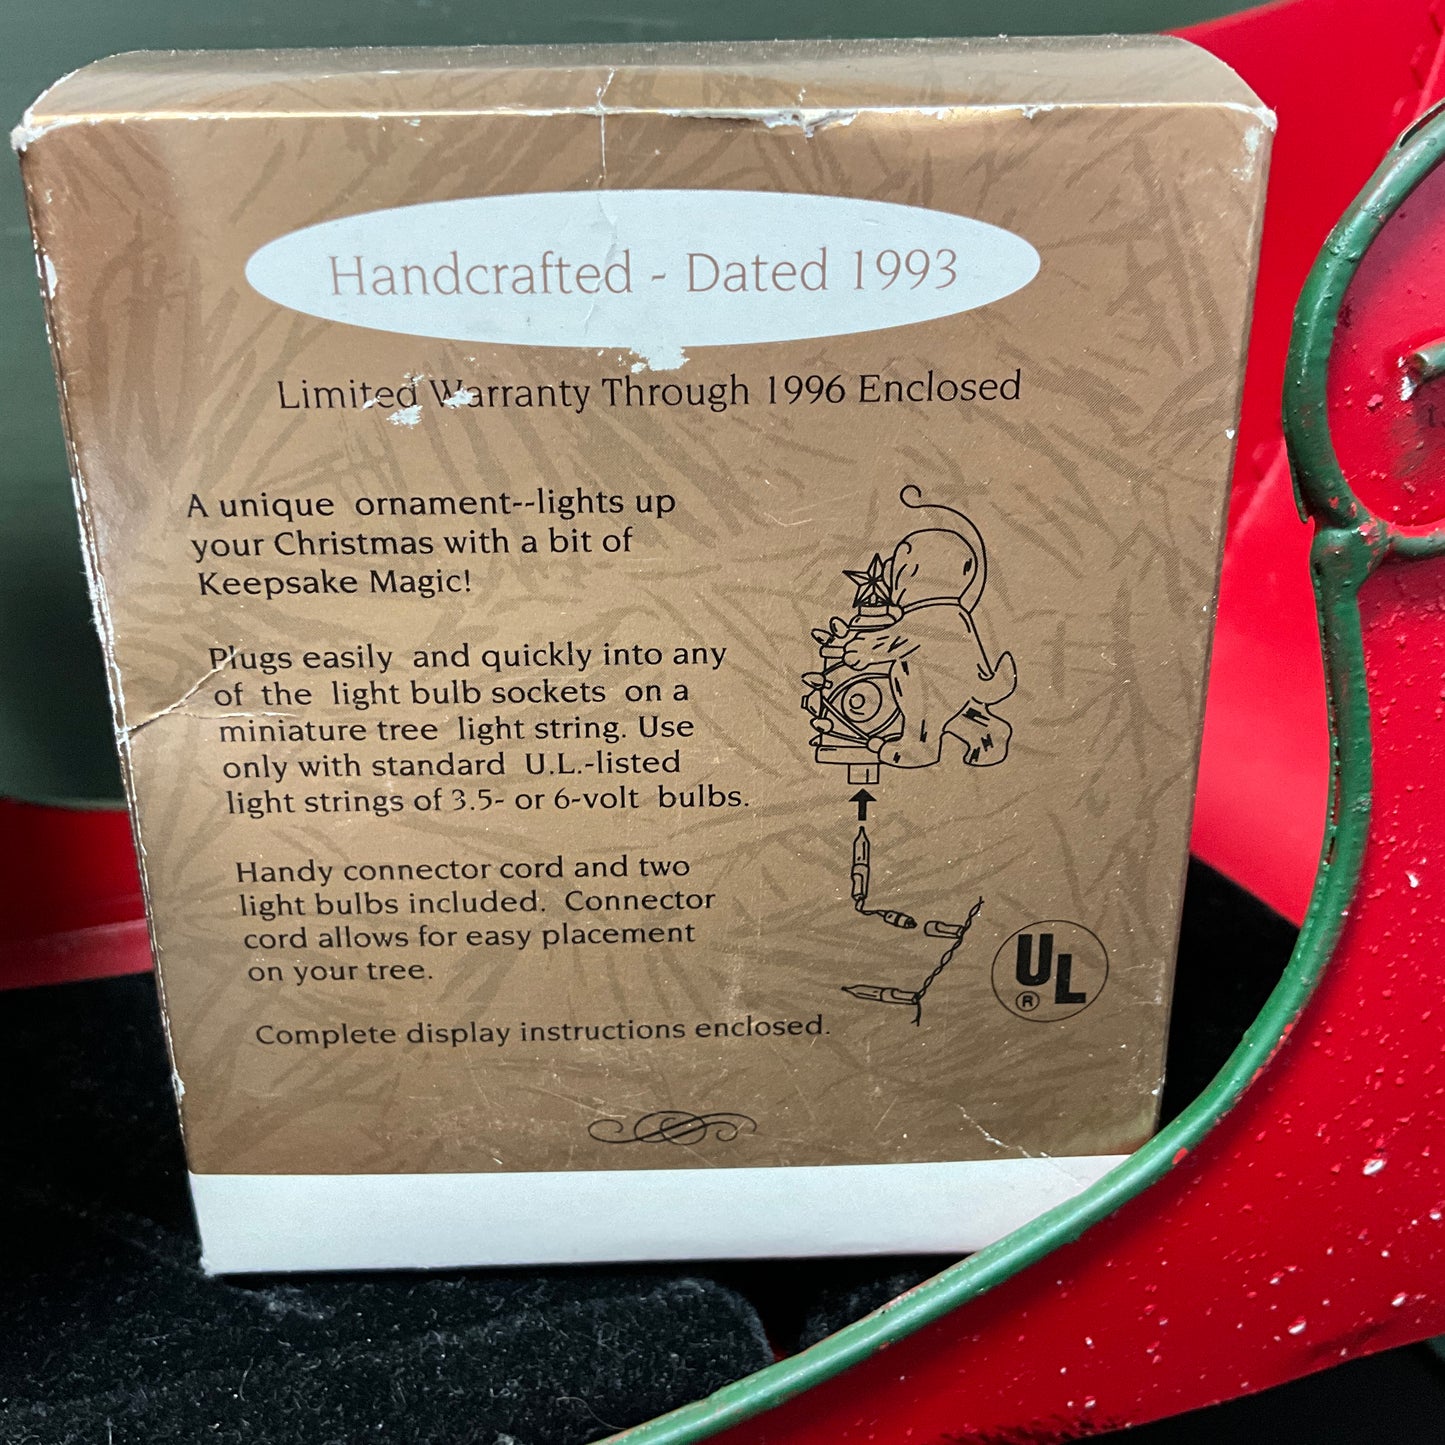 Handcrafted - Dated 1993
Limited Warranty Through 1996 Enclosed
A unique ornament--lights up
your Christmas with a bit of
Keepsake Magic!
Plugs easily and quickly into any
of the light bulb sockets on a
miniature tree light string. Use
only with standard U.L.-listed
light strings of 3.5- or 6-volt bulbs.
Handy connector cord and two
light bulbs included. Connector
cord allows for easy placement
on your tree.
UL
®
Complete display instructions enclosed.